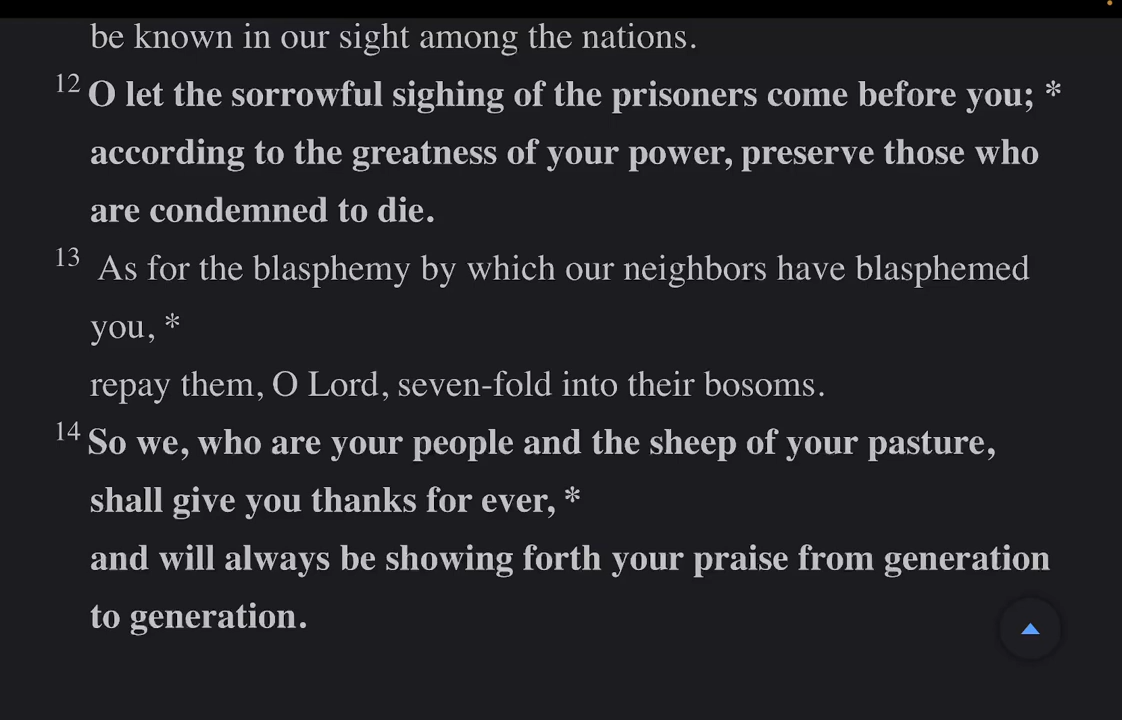 be known in our sight among the nations.
12 O let the sorrowful sighing of the prisoners come before you; *
according to the greatness of your power, preserve those who
are condemned to die.
13 As for the blasphemy by which our neighbors have blasphemed
you, *
repay them, O Lord, seven-fold into their bosoms.
14 So we, who are your people and the sheep of your pasture,
shall give you thanks for ever, *
and will always be showing forth your praise from generation
to generation.